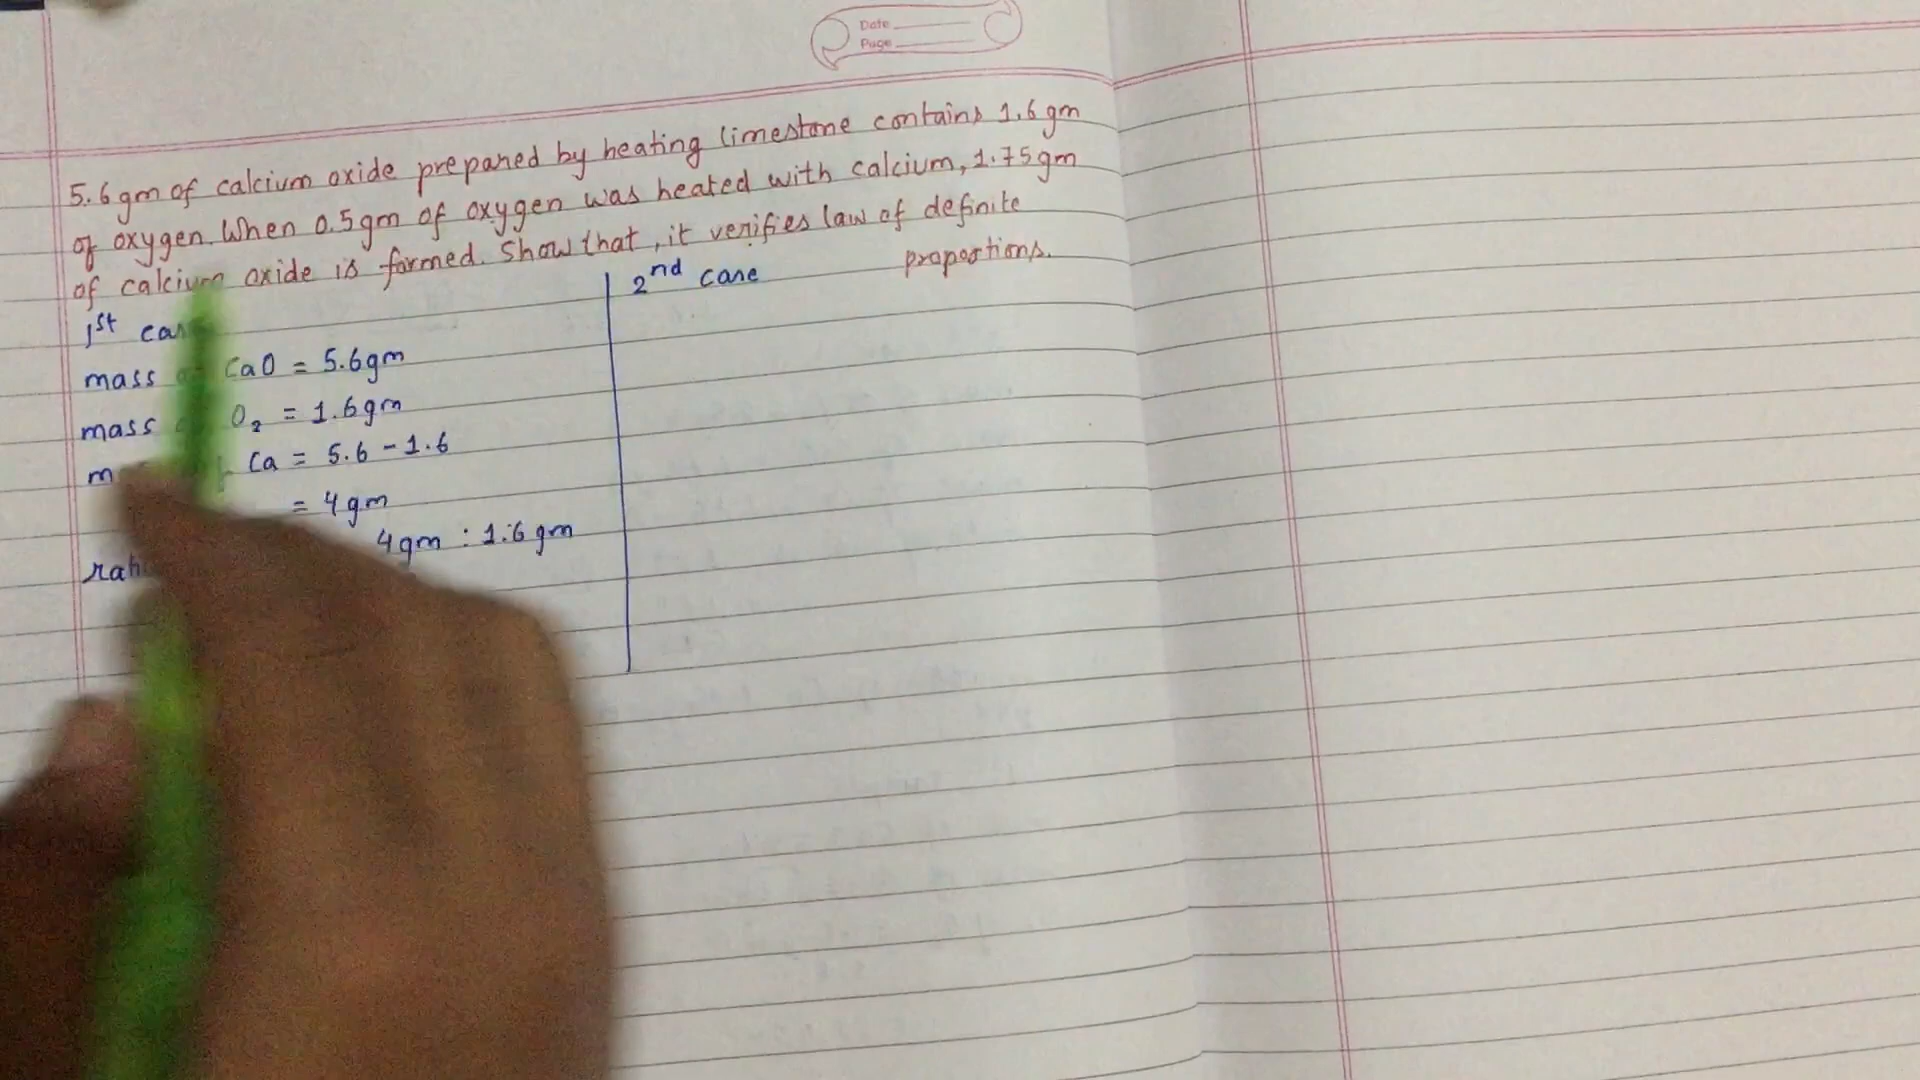 Date
Page
5.6 gm of calcium oxide prepared by heating limestone contains 1.6 gm
of oxygen. When 0.5 gm of oxygen was heated with calcium, 1.75 gm
of calcium oxide is formed. Show that, it verifies law of definite
proportions.
1st
mass CaO = 5.6gm
mass O₂ = 1.6gm
Ca = 5.6 - 1.6
= 4 gm
4gm : 1.6 gm
2nd case